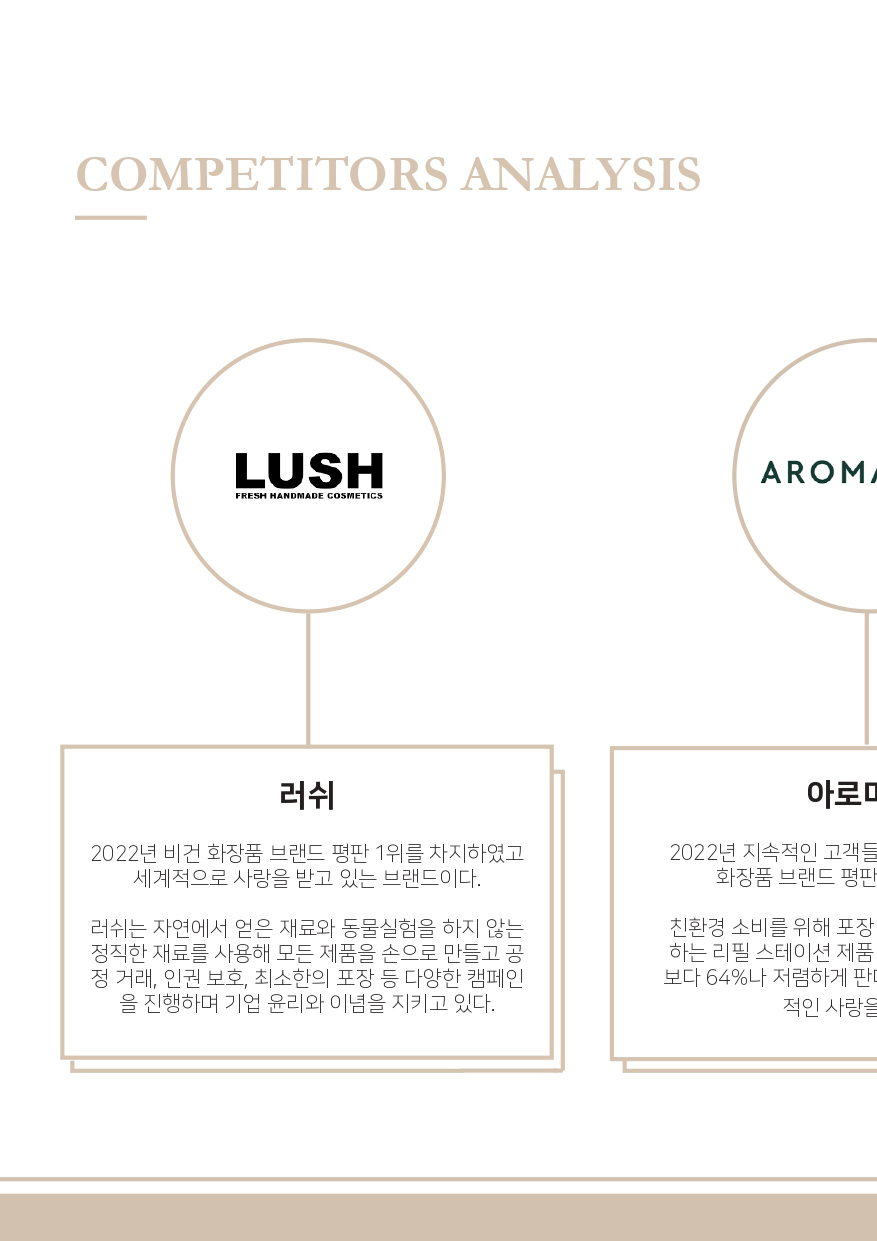 COMPETITORS ANALYSIS
LUSH
FRESH HANDMADE COSMETICS
러쉬
2022년 비건 화장품 브랜드 평판 1위를 차지하였고
세계적으로 사랑을 받고 있는 브랜드이다.
러쉬는 자연에서 얻은 재료와 동물실험을 하지 않는
정직한 재료를 사용해 모든 제품을 손으로 만들고 공
정 거래, 인권 보호, 최소한의 포장 등 다양한 캠페인
을 진행하며 기업 윤리와 이념을 지키고 있다.
AROMA
아로마
2022년 지속적인 고객들
화장품 브랜드 평판
친환경 소비를 위해 포장
하는 리필 스테이션 제품
보다 64%나 저렴하게 판매
적인 사랑을